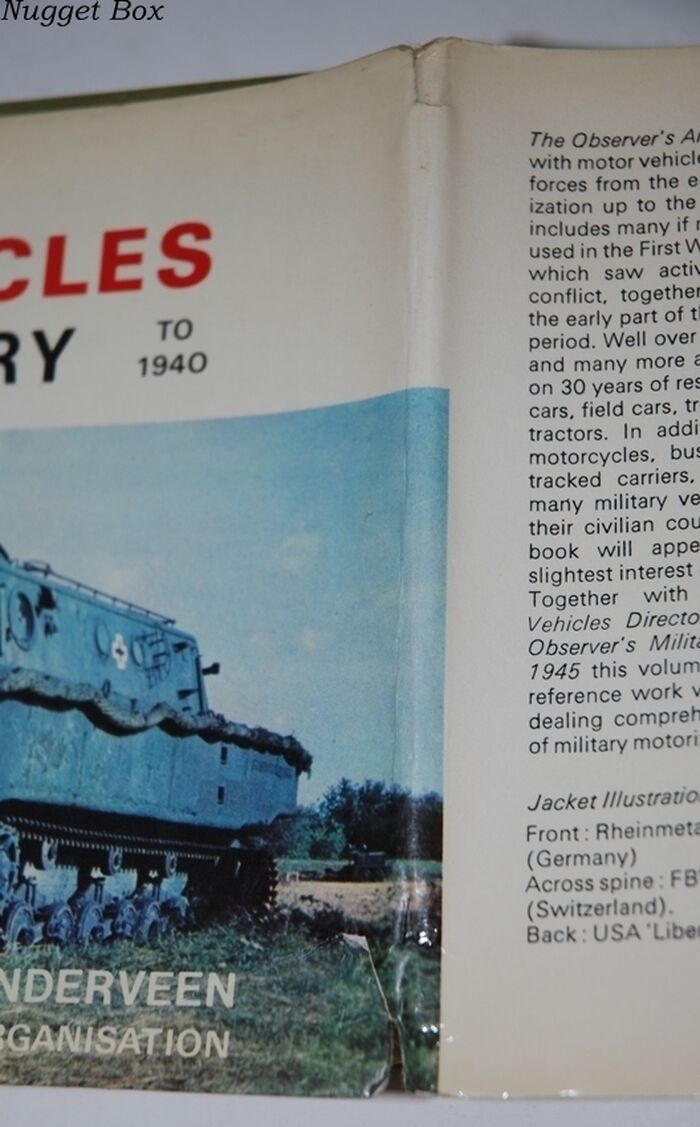 Nugget Box
CLES
RY TO
1940
NDERVEEN
RGANISATION
The Observer's Ar
with motor vehicle
forces from the e
ization up to the
includes many if r
used in the First W
which saw activ
conflict, together
the early part of t
period. Well over
and many more a
on 30 years of res
cars, field cars, tr
tractors. In addi
motorcycles, bus
tracked carriers,
many military ve
their civilian cou
book will appe
slightest interest
Together with
Vehicles Directo
Observer's Milita
1945 this volum
reference work v
dealing compreh
of military motori
Jacket Illustratio
Front : Rheinmeta
(Germany)
Across spine : FB
(Switzerland).
Back : USA 'Liber